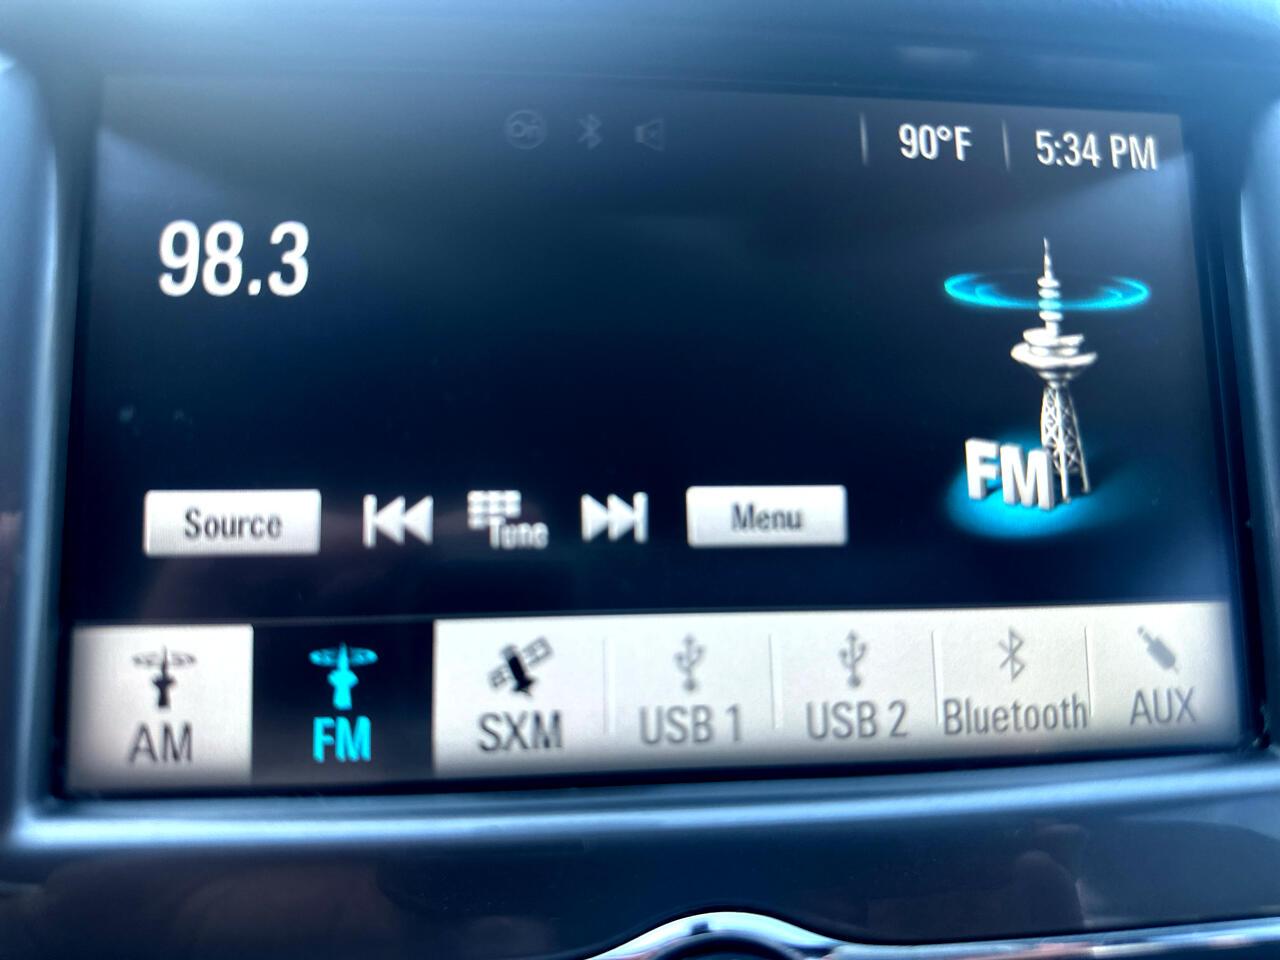 90°F 5:34 PM
98.3
FM
Source Tune Menu
AM FM SXM USB 1 USB 2 Bluetooth AUX